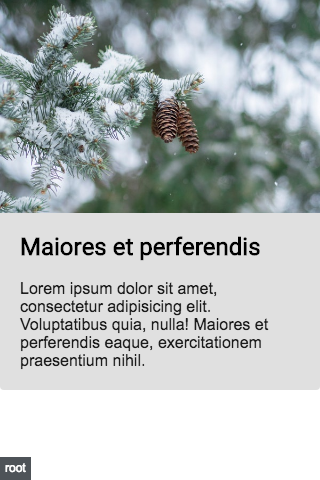 Maiores et perferendis
Lorem ipsum dolor sit amet,
consectetur adipisicing elit.
Voluptatibus quia, nulla! Maiores et
perferendis eaque, exercitationem
praesentium nihil.
root